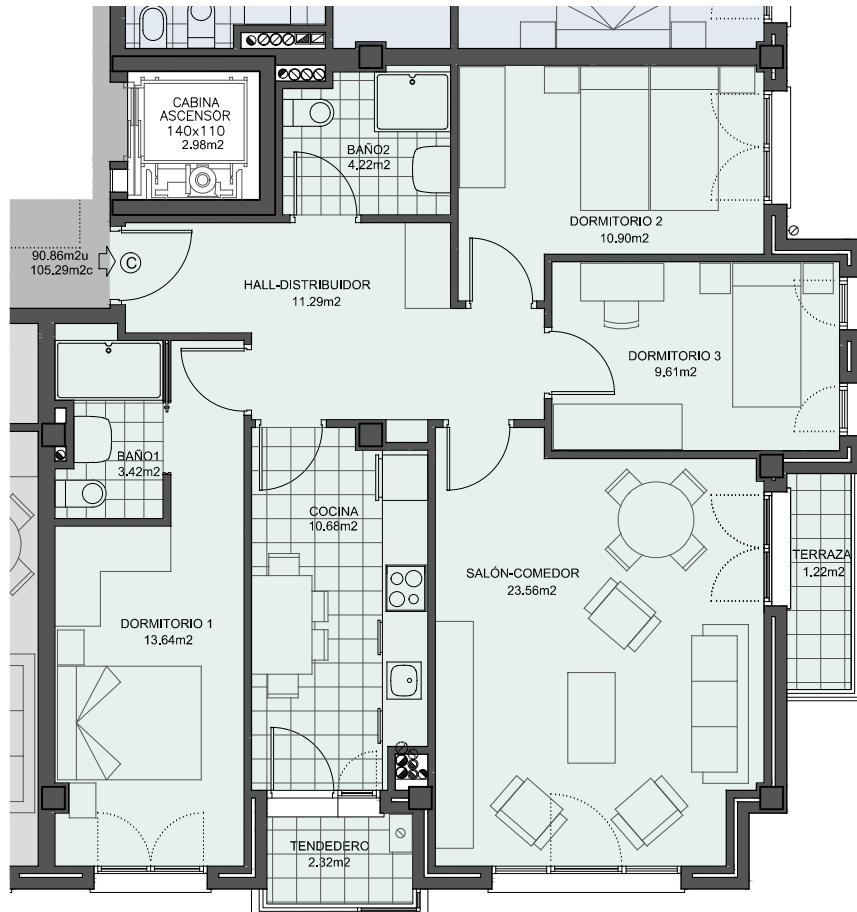 CABINA
ASCENSOR
140x110
2.98m2
BAÑO2
4.22m2
DORMITORIO 2
10.90m2
90.86m2u
105.29m2c
C
HALL-DISTRIBUIDOR
11.29m2
DORMITORIO 3
9.61m2
BAÑO1
3.42m2
COCINA
10.68m2
SALÓN-COMEDOR
23.56m2
TERRAZA
1.22m2
DORMITORIO 1
13.64m2
TENDEDERO
2.32m2